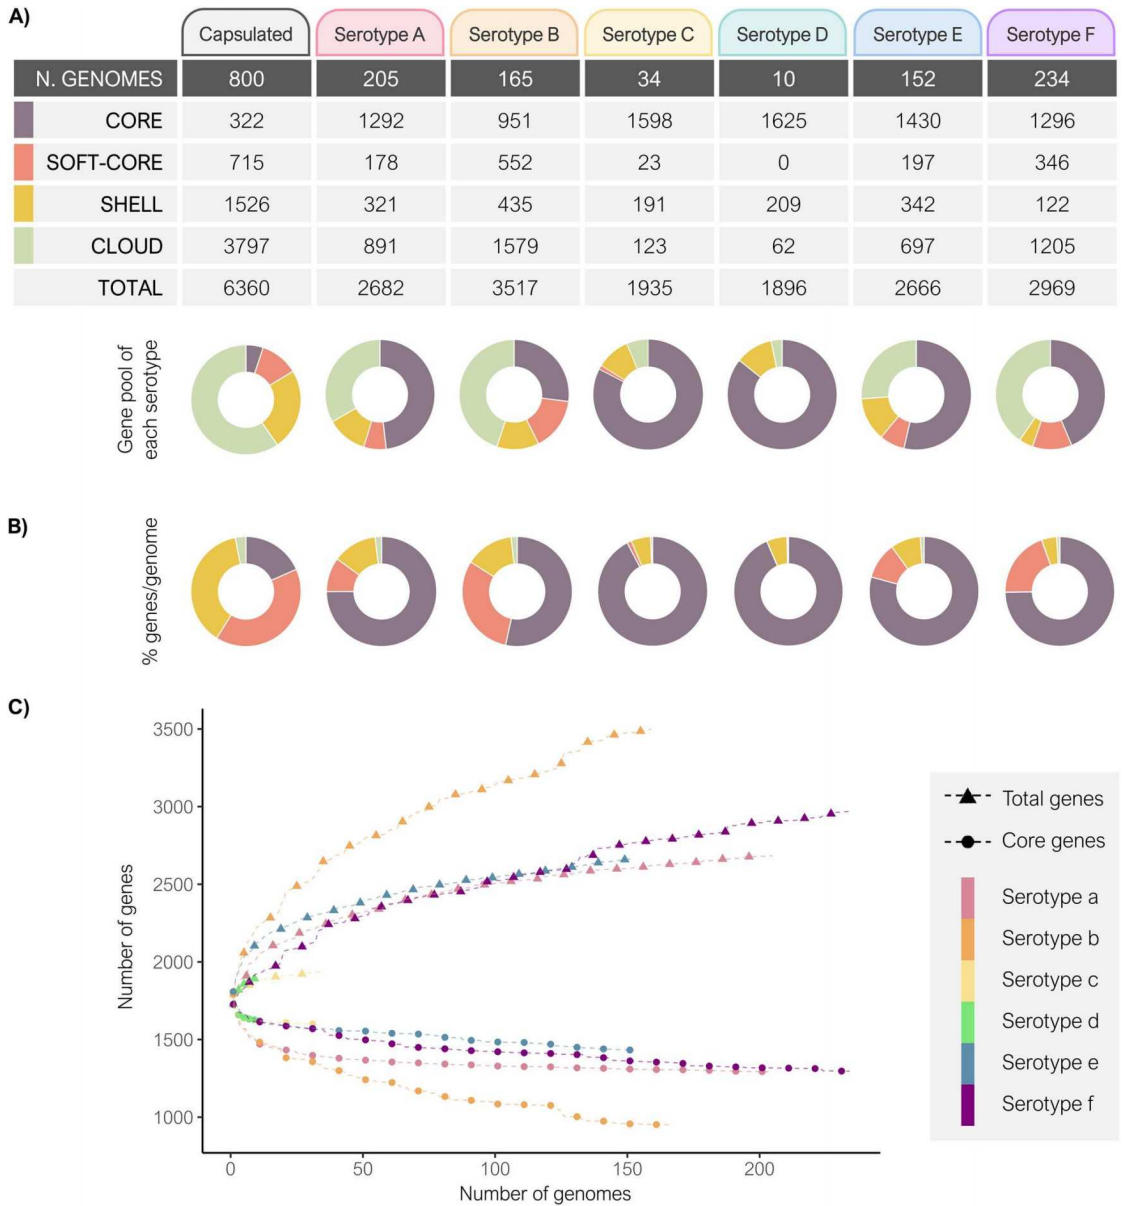 A)
Capsulated Serotype A Serotype B Serotype C Serotype D Serotype E Serotype F
N. GENOMES 800 205 165 34 10 152 234
CORE 322 1292 951 1598 1625 1430 1296
SOFT-CORE 715 178 552 23 0 197 346
SHELL 1526 321 435 191 209 342 122
CLOUD 3797 891 1579 123 62 697 1205
TOTAL 6360 2682 3517 1935 1896 2666 2969
Gene pool of
each serotype
B)
% genes/genome
C)
Number of genes
3500
3000
2500
2000
1500
1000
0 50 100 150 200
Number of genomes
Total genes
Core genes
Serotype a
Serotype b
Serotype c
Serotype d
Serotype e
Serotype f